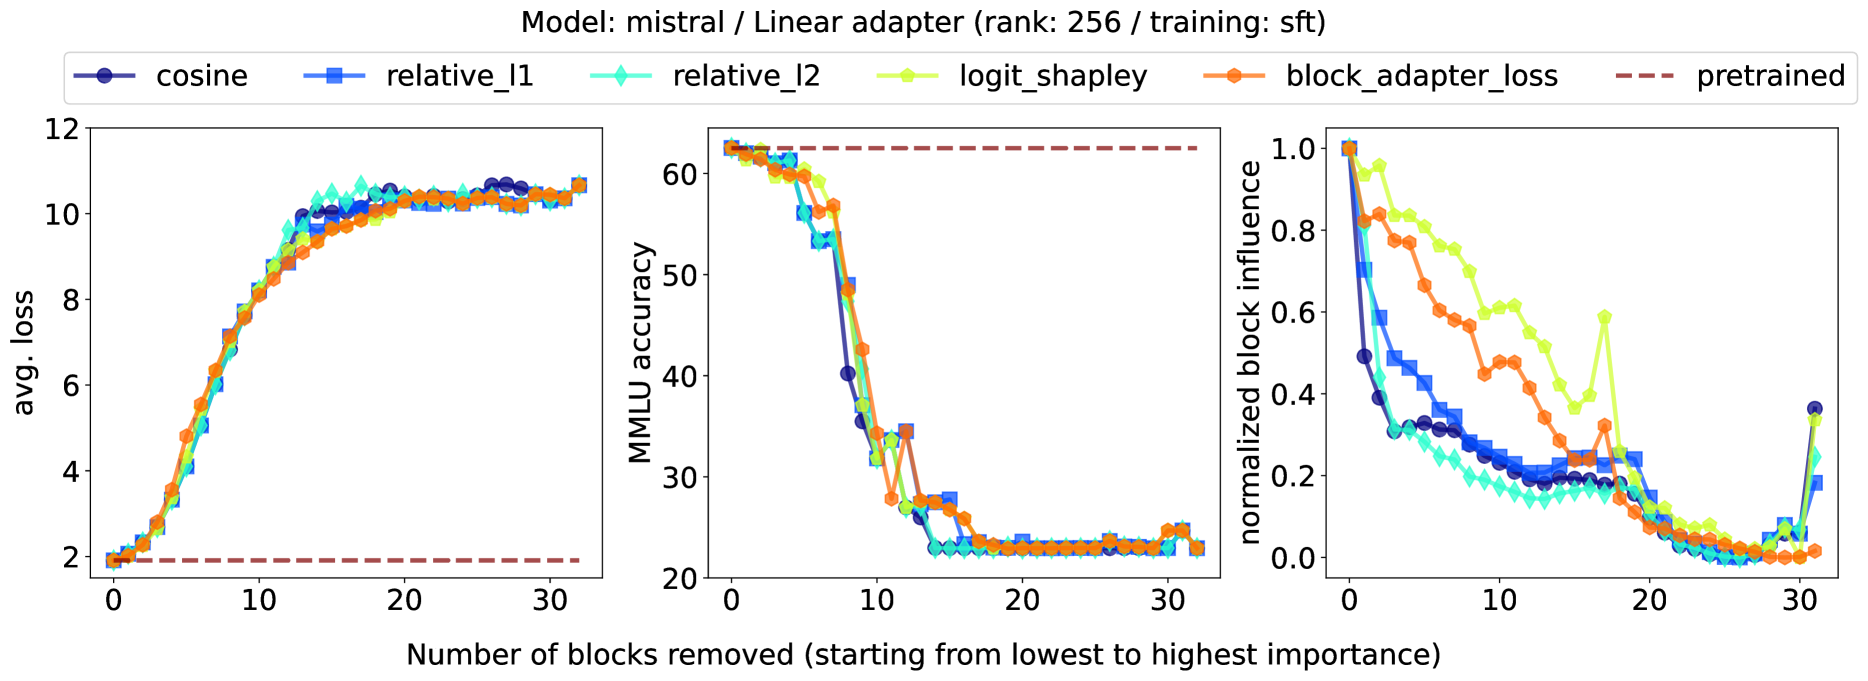 Model: mistral / Linear adapter (rank: 256 / training: sft)
cosine relative_l1 relative_l2 logit_shapley block_adapter_loss pretrained
avg. loss
12
10
8
6
4
2
0 10 20 30
MMLU accuracy
60
50
40
30
20
0 10 20 30
normalized block influence
1.0
0.8
0.6
0.4
0.2
0.0
0 10 20 30
Number of blocks removed (starting from lowest to highest importance)